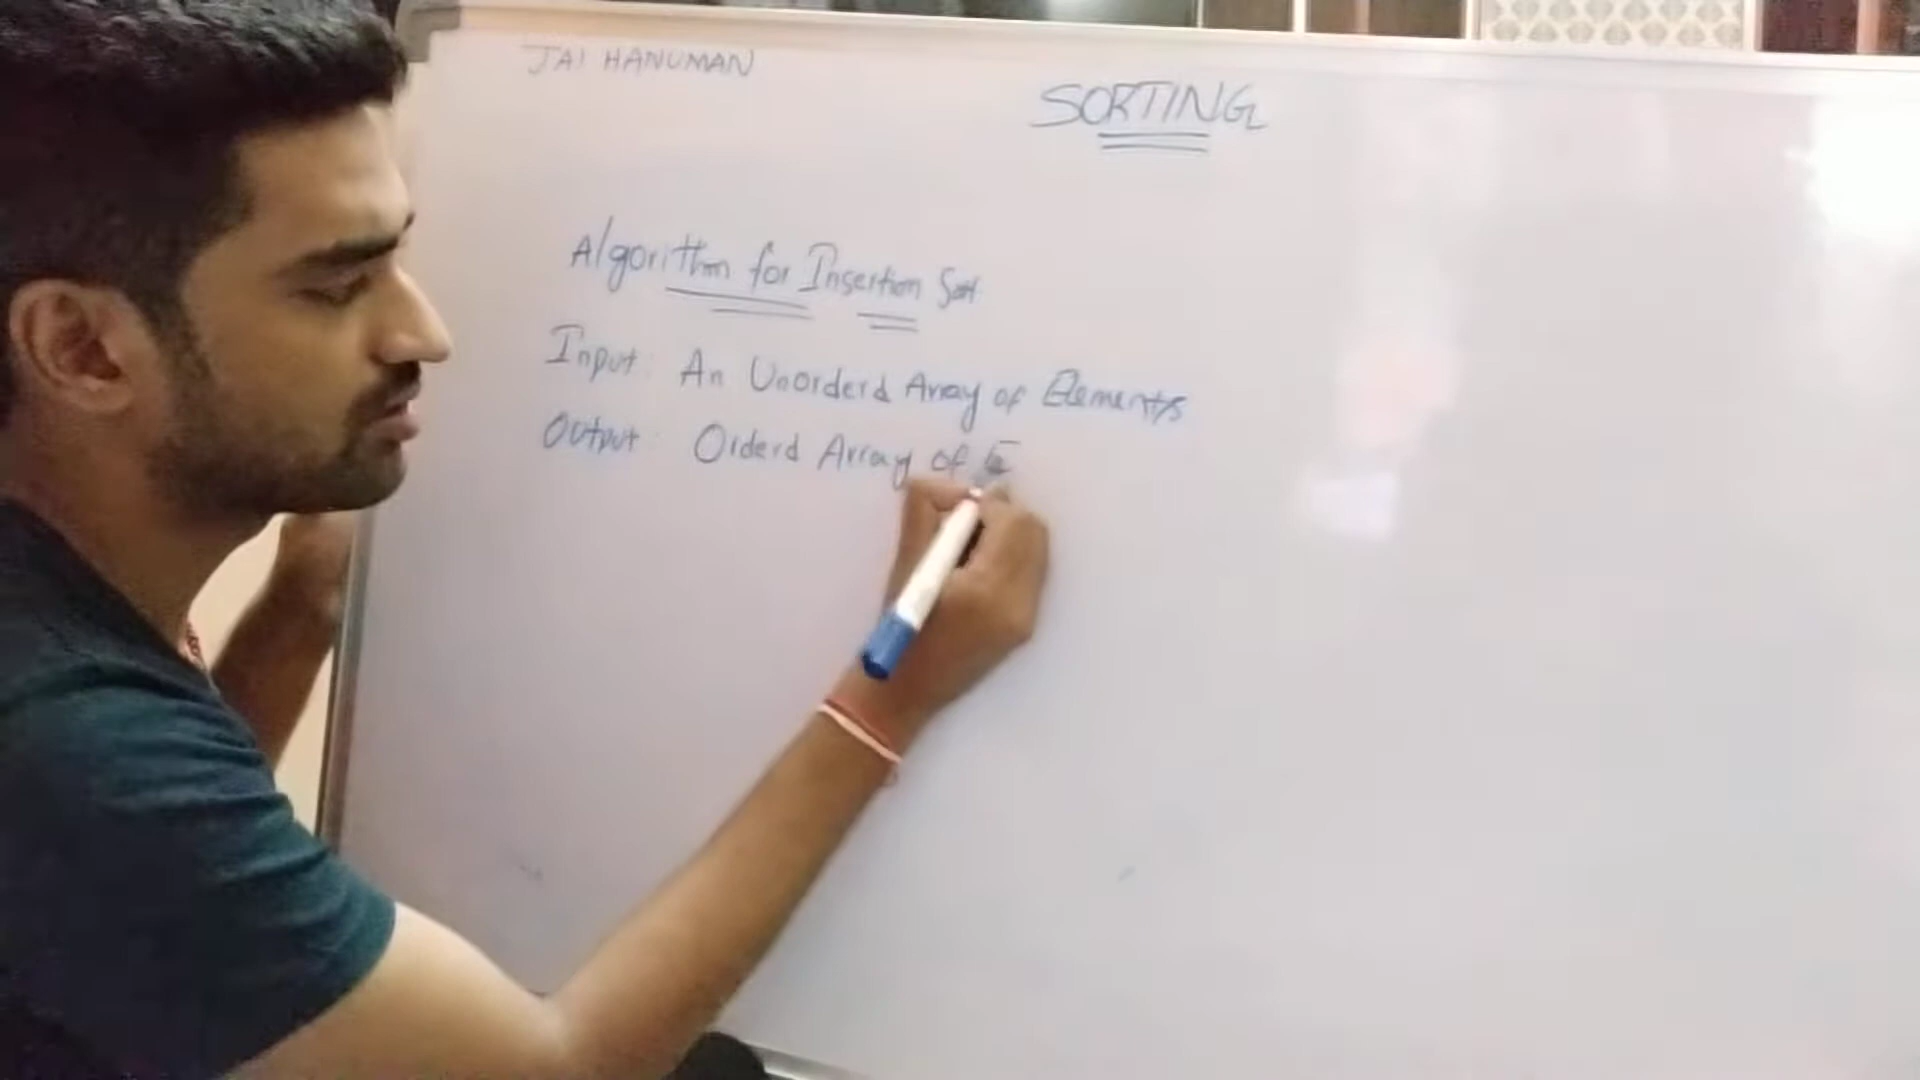 JAI HANUMAN
SORTING
Algorithm for Insertion Sort
Input: An Unorderd Array of Elements
Output: Orderd Array of E